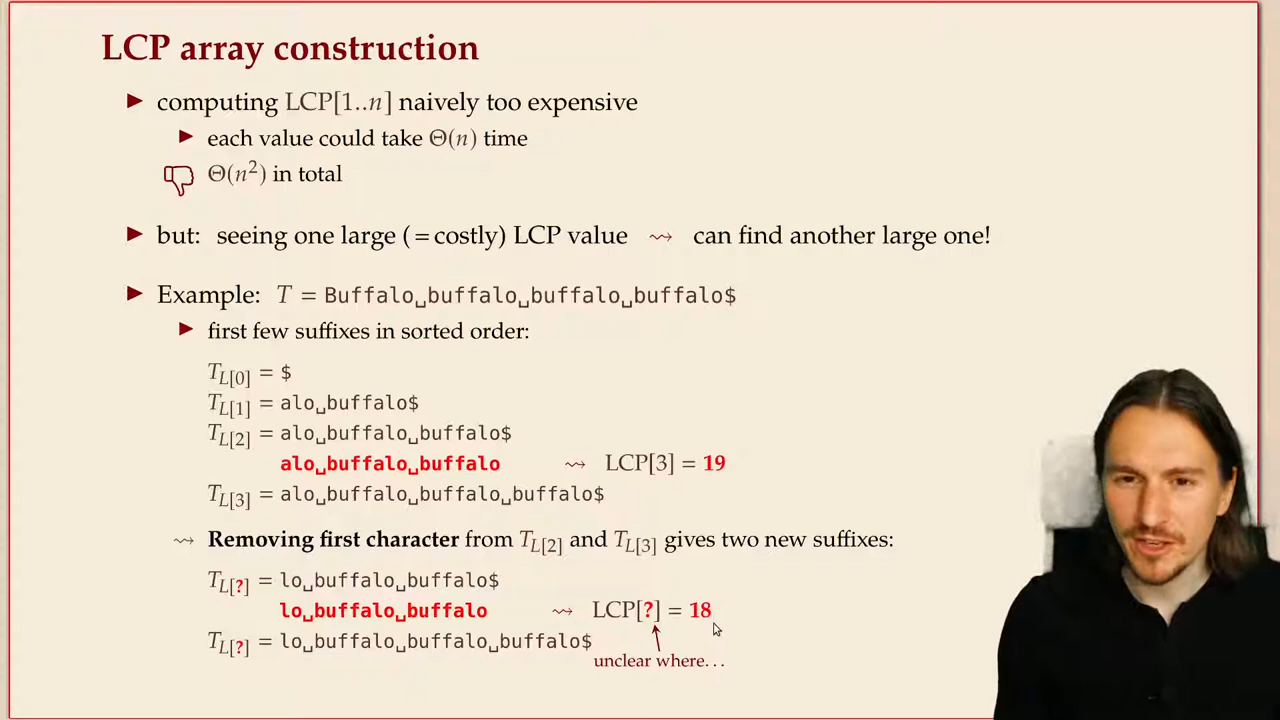 LCP array construction
▶ computing LCP[1..n] naively too expensive
▶ each value could take Θ(n) time
Θ(n²) in total
▶ but: seeing one large (=costly) LCP value ⇝ can find another large one!
▶ Example: T = Buffalo␣buffalo␣buffalo␣buffalo$
▶ first few suffixes in sorted order:
T_L[0] = $
T_L[1] = alo␣buffalo$
T_L[2] = alo␣buffalo␣buffalo$
alo␣buffalo␣buffalo ⇝ LCP[3] = 19
T_L[3] = alo␣buffalo␣buffalo␣buffalo$
⇝ Removing first character from T_L[2] and T_L[3] gives two new suffixes:
T_L[?] = lo␣buffalo␣buffalo$
lo␣buffalo␣buffalo ⇝ LCP[?] = 18
T_L[?] = lo␣buffalo␣buffalo␣buffalo$
unclear where...